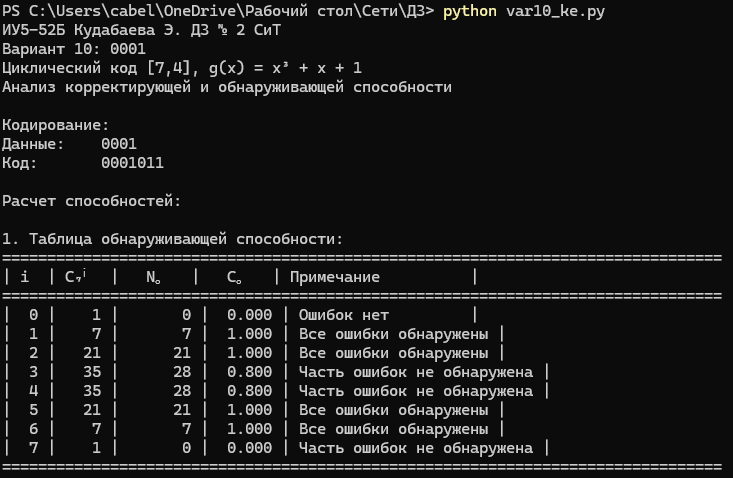 PS C:\Users\cabel\OneDrive\Рабочий стол\Сети\ДЗ> python var10_ke.py
ИУ5-52Б Кудабаева Э. ДЗ № 2 СиТ
Вариант 10: 0001
Циклический код [7,4], g(x) = x³ + x + 1
Анализ корректирующей и обнаруживающей способности
Кодирование:
Данные:    0001
Код:       0001011
Расчет способностей:
1. Таблица обнаруживающей способности:
===============================================================================
| i  | C₇ⁱ  |   Nₒ   |   Cₒ   | Примечание          |
===============================================================================
|  0 |    1 |      0 |  0.000 | Ошибок нет         |
|  1 |    7 |      7 |  1.000 | Все ошибки обнаружены |
|  2 |   21 |     21 |  1.000 | Все ошибки обнаружены |
|  3 |   35 |     28 |  0.800 | Часть ошибок не обнаружена |
|  4 |   35 |     28 |  0.800 | Часть ошибок не обнаружена |
|  5 |   21 |     21 |  1.000 | Все ошибки обнаружены |
|  6 |    7 |      7 |  1.000 | Все ошибки обнаружены |
|  7 |    1 |      0 |  0.000 | Часть ошибок не обнаружена |
===============================================================================